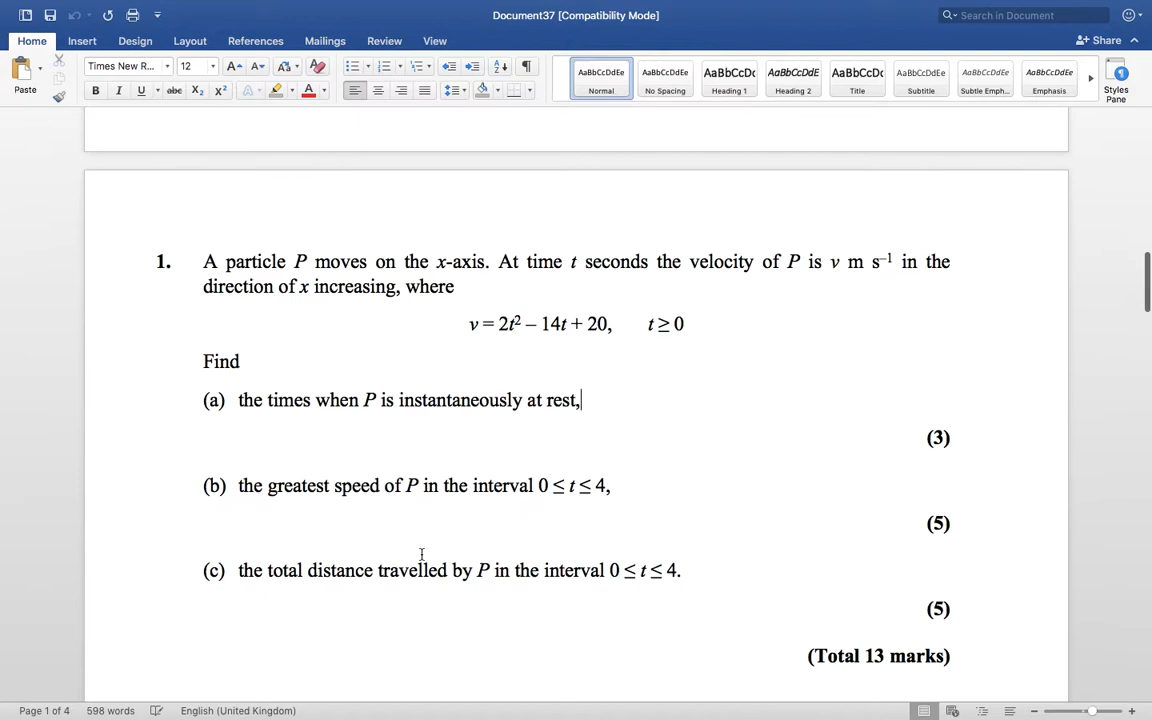 Document37 [Compatibility Mode]
Search in Document
Home Insert Design Layout References Mailings Review View
Share
Paste
Times New R...
12
AaBbCcDdEe AaBbCcDdEe AaBbCcDc AaBbCcDdE AaBbCcDc AaBbCcDdEe AaBbCcDdEe AaBbCcDdEe
Normal No Spacing Heading 1 Heading 2 Title Subtitle Subtle Emph... Emphasis
Styles
Pane
1. A particle P moves on the x-axis. At time t seconds the velocity of P is v m s⁻¹ in the
direction of x increasing, where
v = 2t² – 14t + 20, t ≥ 0
Find
(a) the times when P is instantaneously at rest,
(3)
(b) the greatest speed of P in the interval 0 ≤ t ≤ 4,
(5)
(c) the total distance travelled by P in the interval 0 ≤ t ≤ 4.
(5)
(Total 13 marks)
Page 1 of 4 598 words English (United Kingdom)